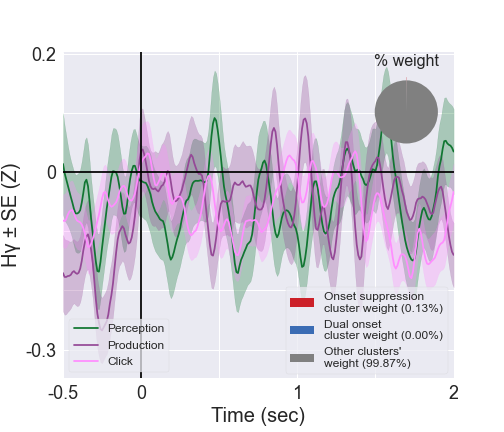 % weight
0.2
0
-0.3
Hγ ± SE (Z)
Perception
Production
Click
Onset suppression
cluster weight (0.13%)
Dual onset
cluster weight (0.00%)
Other clusters'
weight (99.87%)
-0.5
0
1
2
Time (sec)